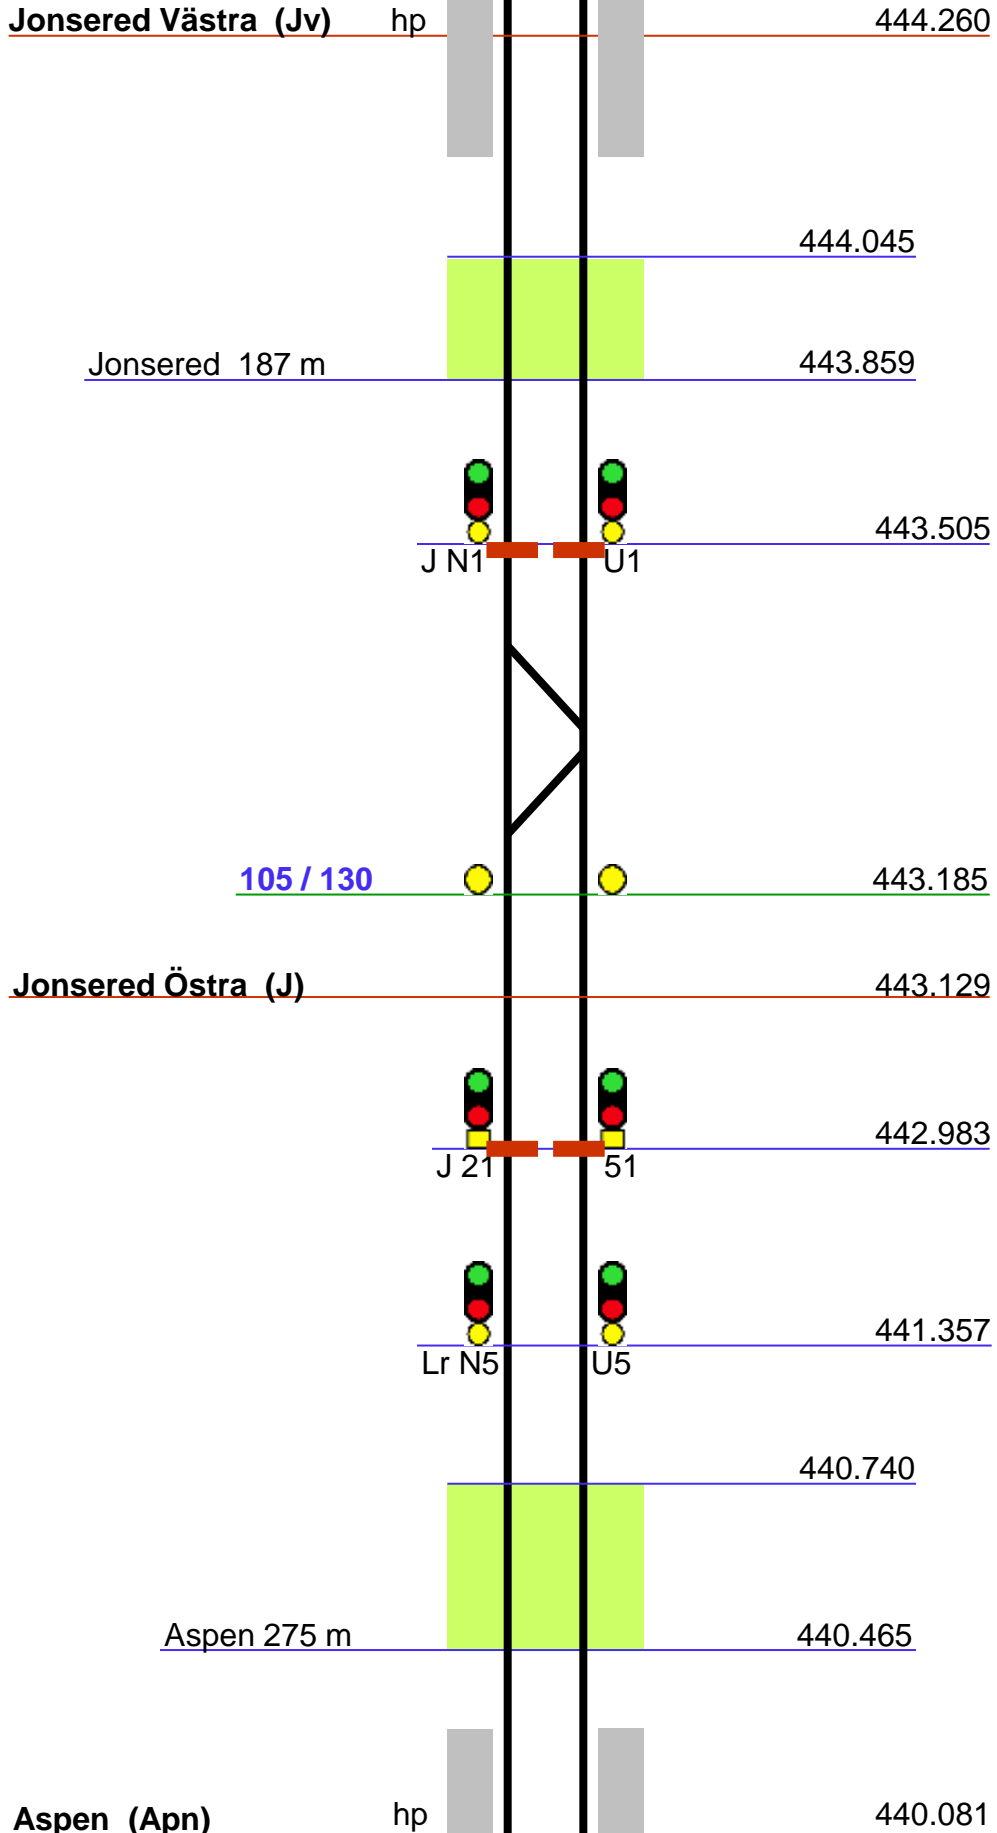 Jonsered Västra (Jv) hp 444.260
444.045
Jonsered 187 m 443.859
443.505
J N1 U1
105 / 130 443.185
Jonsered Östra (J) 443.129
442.983
J 21 51
441.357
Lr N5 U5
440.740
Aspen 275 m 440.465
Aspen (Apn) hp 440.081